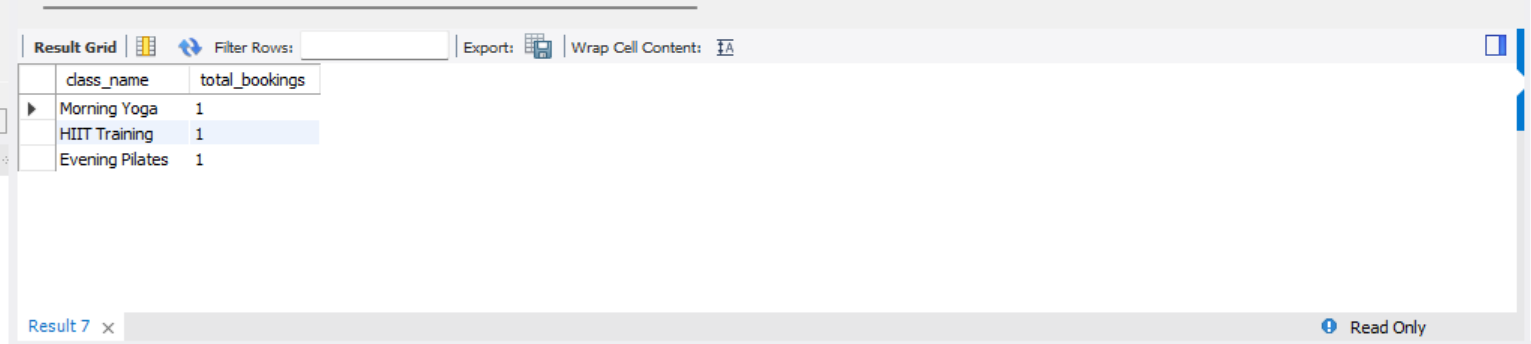 Result Grid Filter Rows: Export: Wrap Cell Content:
class_name total_bookings
Morning Yoga 1
HIIT Training 1
Evening Pilates 1
Result 7 Read Only